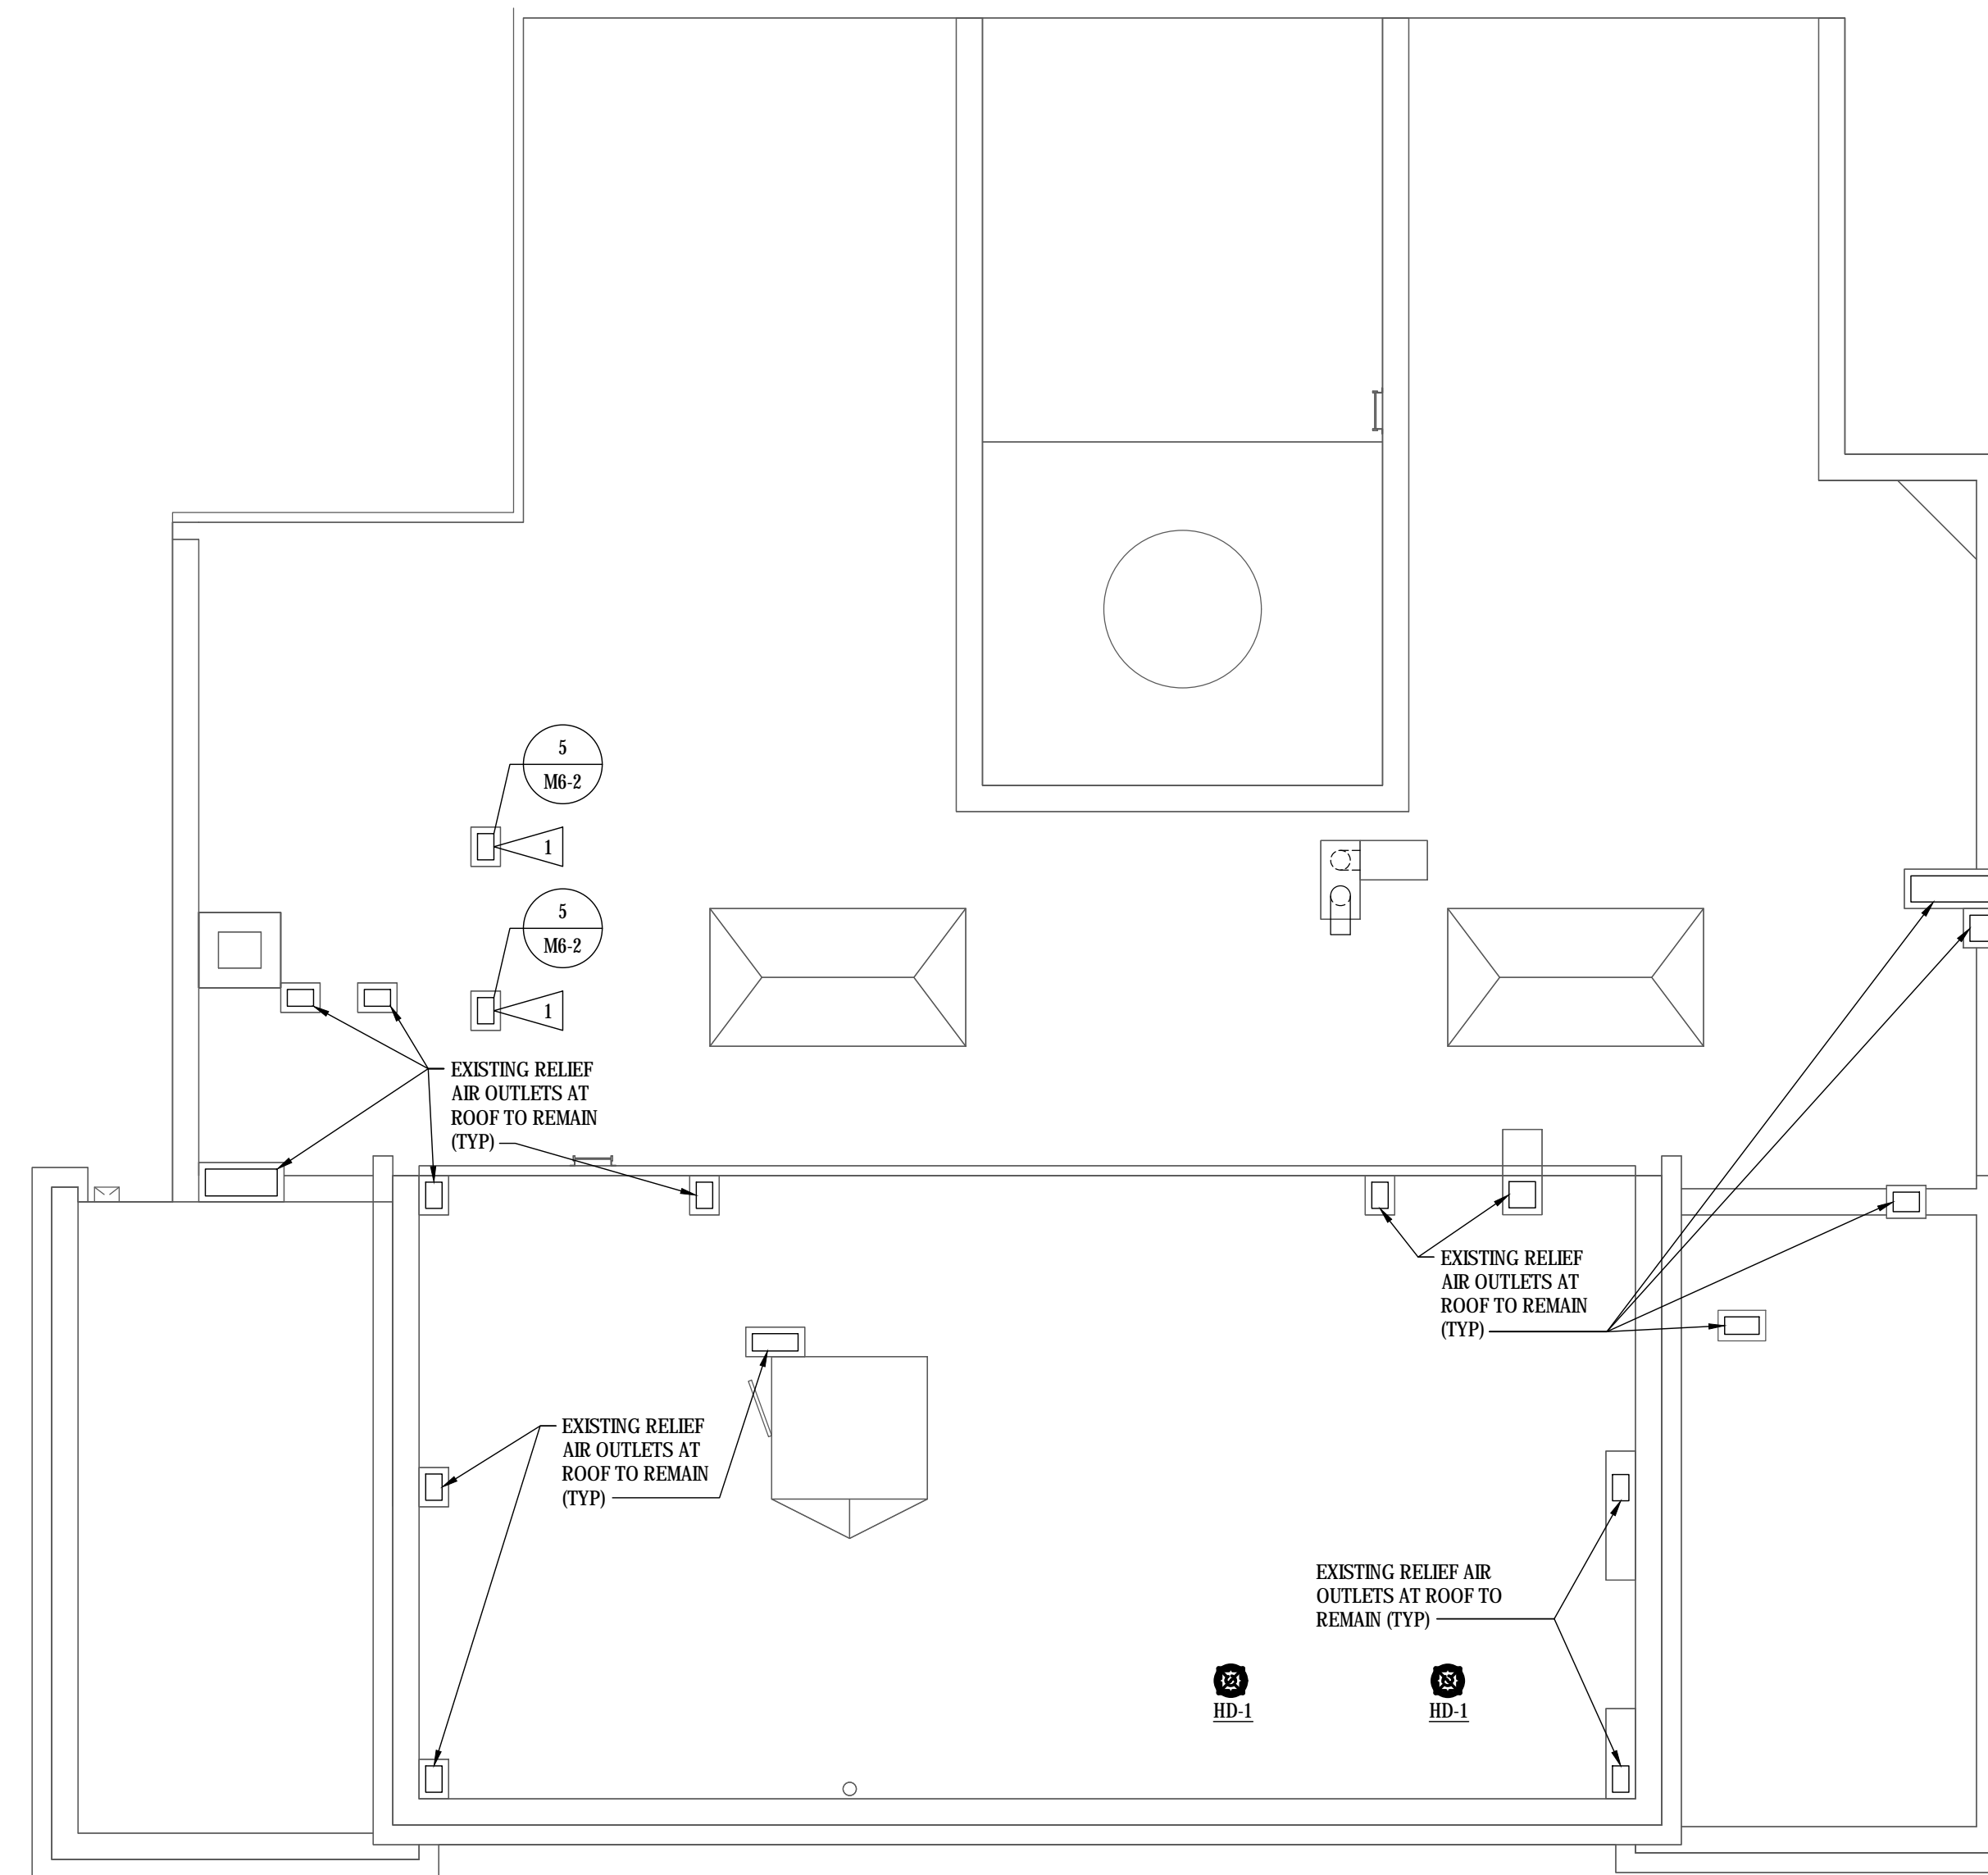 5
M6-2
1
5
M6-2
1
EXISTING RELIEF
AIR OUTLETS AT
ROOF TO REMAIN
(TYP)
EXISTING RELIEF
AIR OUTLETS AT
ROOF TO REMAIN
(TYP)
EXISTING RELIEF
AIR OUTLETS AT
ROOF TO REMAIN
(TYP)
EXISTING RELIEF AIR
OUTLETS AT ROOF TO
REMAIN (TYP)
HD-1
HD-1